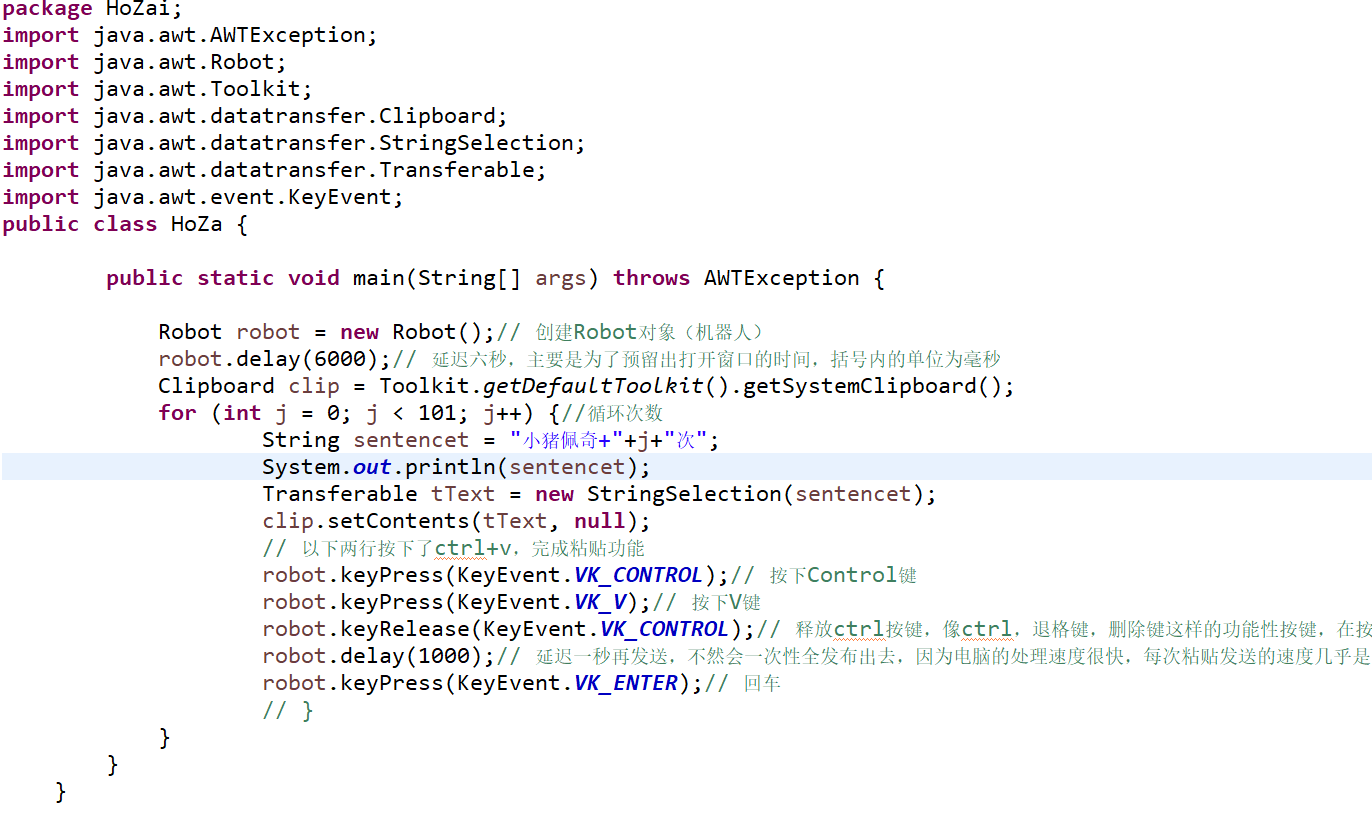 package HoZai;
import java.awt.AWTException;
import java.awt.Robot;
import java.awt.Toolkit;
import java.awt.datatransfer.Clipboard;
import java.awt.datatransfer.StringSelection;
import java.awt.datatransfer.Transferable;
import java.awt.event.KeyEvent;
public class HoZa {
public static void main(String[] args) throws AWTException {
Robot robot = new Robot();// 创建Robot对象（机器人）
robot.delay(6000);// 延迟六秒，主要是为了预留出打开窗口的时间，括号内的单位为毫秒
Clipboard clip = Toolkit.getDefaultToolkit().getSystemClipboard();
for (int j = 0; j < 101; j++) {//循环次数
String sentencet = "小猪佩奇+"+j+"次";
System.out.println(sentencet);
Transferable tText = new StringSelection(sentencet);
clip.setContents(tText, null);
// 以下两行按下了ctrl+v，完成粘贴功能
robot.keyPress(KeyEvent.VK_CONTROL);// 按下Control键
robot.keyPress(KeyEvent.VK_V);// 按下V键
robot.keyRelease(KeyEvent.VK_CONTROL);// 释放ctrl按键，像ctrl，退格键，删除键这样的功能性按键，在按
robot.delay(1000);// 延迟一秒再发送，不然会一次性全发布出去，因为电脑的处理速度很快，每次粘贴发送的速度几乎是
robot.keyPress(KeyEvent.VK_ENTER);// 回车
// }
}
}
}